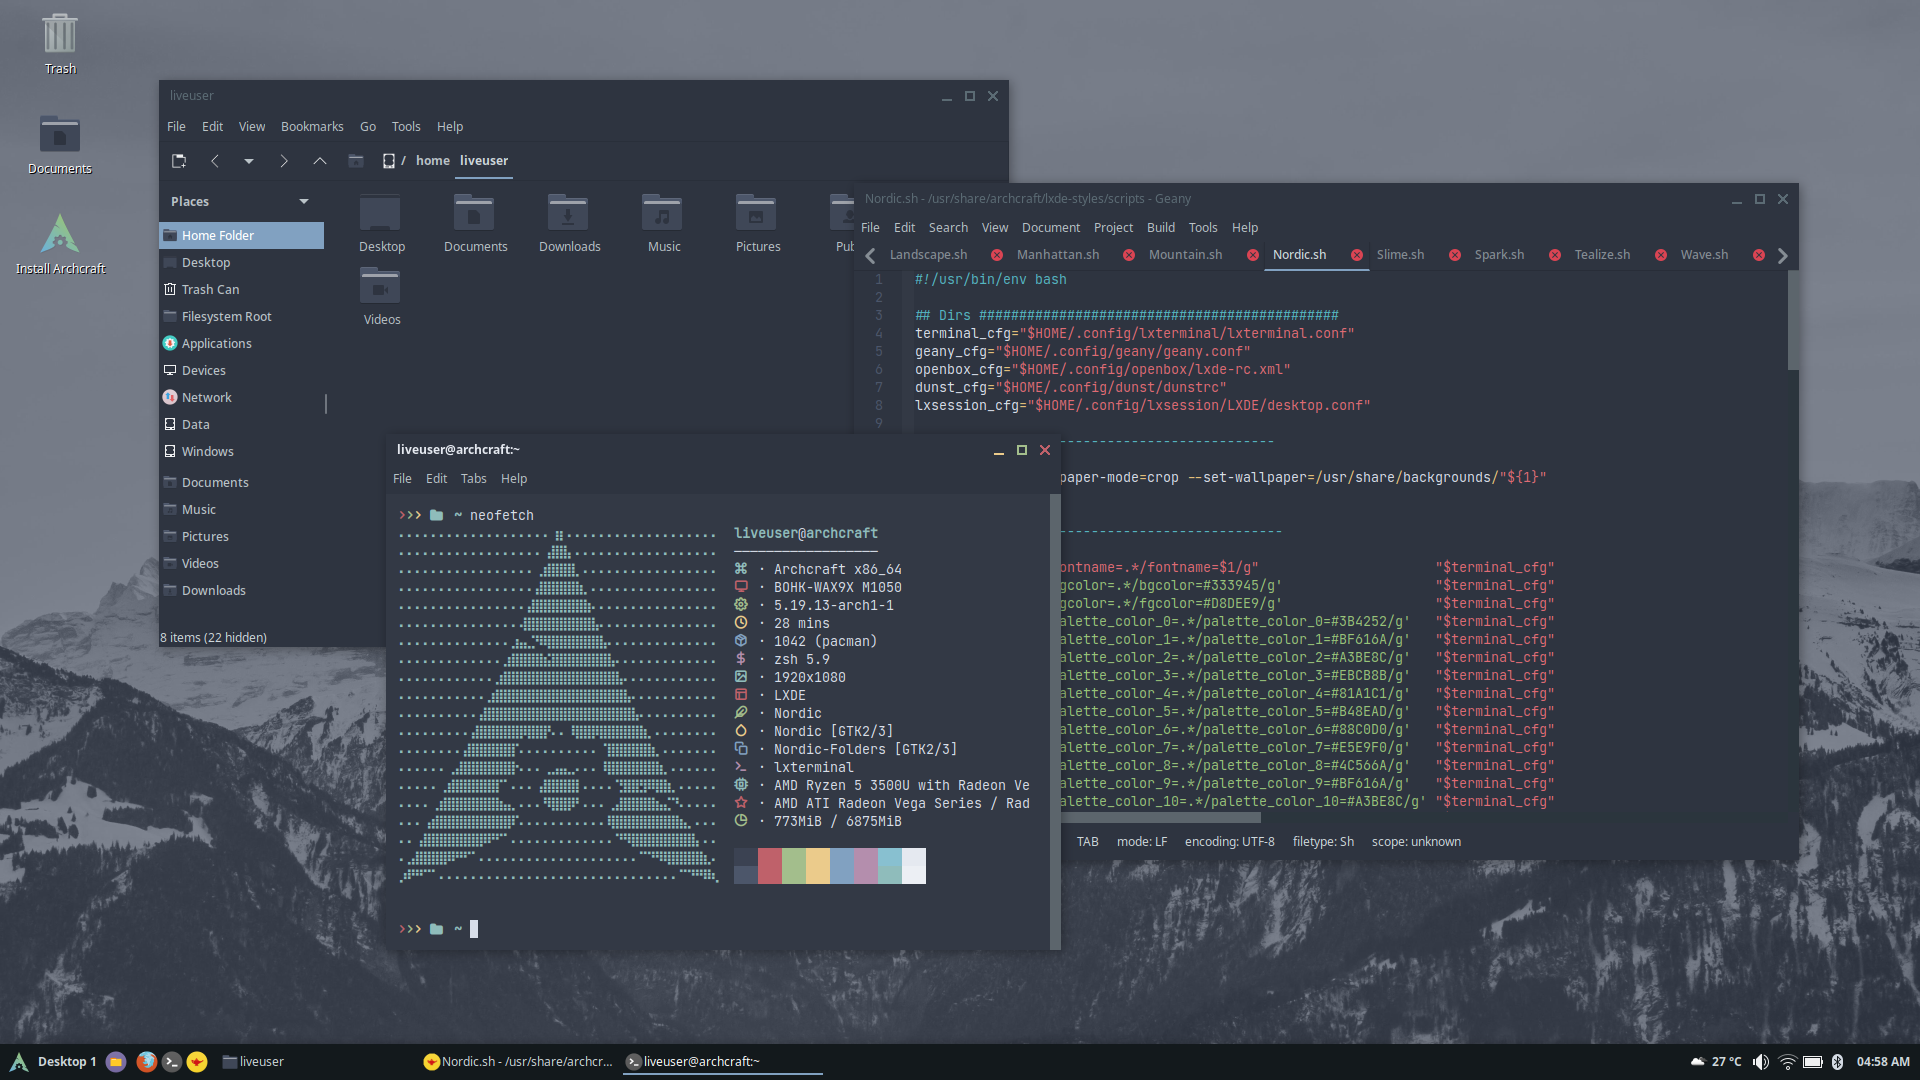 Trash
Documents
Install Archcraft
liveuser
File Edit View Bookmarks Go Tools Help
/ home liveuser
Places
Home Folder
Desktop
Trash Can
Filesystem Root
Applications
Devices
Network
Data
Windows
Documents
Music
Pictures
Videos
Downloads
Desktop Documents Downloads Music Pictures Pub
Videos
8 items (22 hidden)
Nordic.sh - /usr/share/archcraft/lxde-styles/scripts - Geany
File Edit Search View Document Project Build Tools Help
Landscape.sh Manhattan.sh Mountain.sh Nordic.sh Slime.sh Spark.sh Tealize.sh Wave.sh
1 #!/usr/bin/env bash
2
3 ## Dirs #############################################
4 terminal_cfg="$HOME/.config/lxterminal/lxterminal.conf"
5 geany_cfg="$HOME/.config/geany/geany.conf"
6 openbox_cfg="$HOME/.config/openbox/lxde-rc.xml"
7 dunst_cfg="$HOME/.config/dunst/dunstrc"
8 lxsession_cfg="$HOME/.config/lxsession/LXDE/desktop.conf"
9
---------------------------
paper-mode=crop --set-wallpaper=/usr/share/backgrounds/"${1}"
----------------------------
ontname=.*/fontname=$1/g" "$terminal_cfg"
gcolor=.*/bgcolor=#333945/g' "$terminal_cfg"
gcolor=.*/fgcolor=#D8DEE9/g' "$terminal_cfg"
alette_color_0=.*/palette_color_0=#3B4252/g' "$terminal_cfg"
alette_color_1=.*/palette_color_1=#BF616A/g' "$terminal_cfg"
alette_color_2=.*/palette_color_2=#A3BE8C/g' "$terminal_cfg"
alette_color_3=.*/palette_color_3=#EBCB8B/g' "$terminal_cfg"
alette_color_4=.*/palette_color_4=#81A1C1/g' "$terminal_cfg"
alette_color_5=.*/palette_color_5=#B48EAD/g' "$terminal_cfg"
alette_color_6=.*/palette_color_6=#88C0D0/g' "$terminal_cfg"
alette_color_7=.*/palette_color_7=#E5E9F0/g' "$terminal_cfg"
alette_color_8=.*/palette_color_8=#4C566A/g' "$terminal_cfg"
alette_color_9=.*/palette_color_9=#BF616A/g' "$terminal_cfg"
alette_color_10=.*/palette_color_10=#A3BE8C/g' "$terminal_cfg"
TAB mode: LF encoding: UTF-8 filetype: Sh scope: unknown
liveuser@archcraft:~
File Edit Tabs Help
>>> ~ neofetch
liveuser@archcraft
· Archcraft x86_64
· BOHK-WAX9X M1050
· 5.19.13-arch1-1
· 28 mins
· 1042 (pacman)
· zsh 5.9
· 1920x1080
· LXDE
· Nordic
· Nordic [GTK2/3]
· Nordic-Folders [GTK2/3]
· lxterminal
· AMD Ryzen 5 3500U with Radeon Ve
· AMD ATI Radeon Vega Series / Rad
· 773MiB / 6875MiB
>>> ~
Desktop 1 liveuser Nordic.sh - /usr/share/archcr... liveuser@archcraft:~ 27 °C 04:58 AM